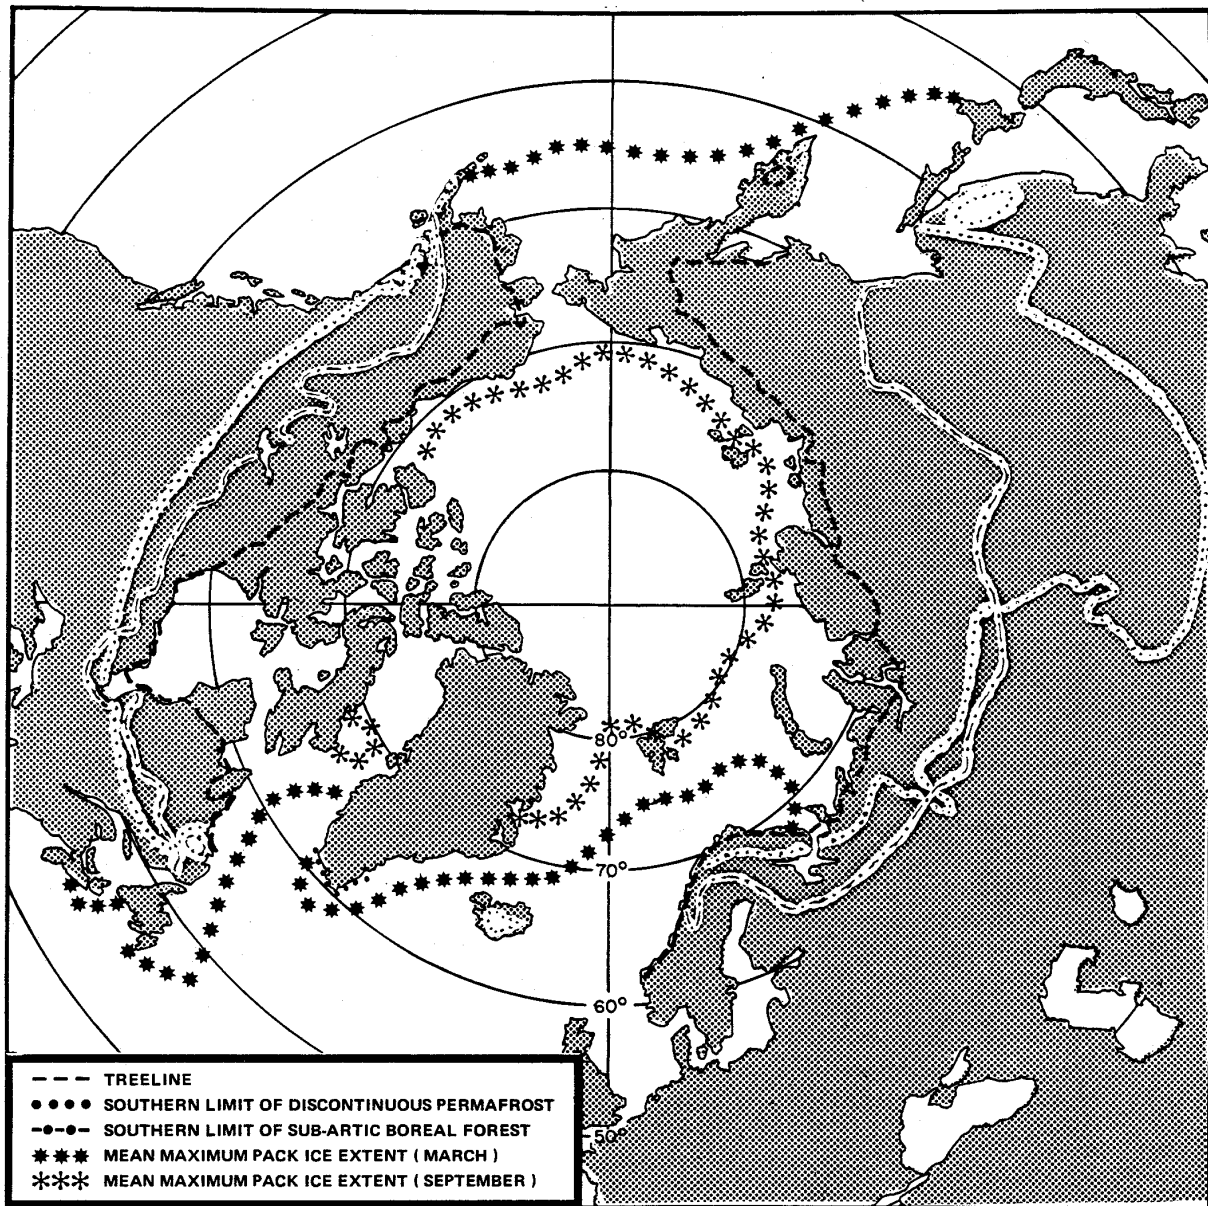 80°
70°
60°
50°
TREELINE
SOUTHERN LIMIT OF DISCONTINUOUS PERMAFROST
SOUTHERN LIMIT OF SUB-ARTIC BOREAL FOREST
MEAN MAXIMUM PACK ICE EXTENT ( MARCH )
MEAN MAXIMUM PACK ICE EXTENT ( SEPTEMBER )